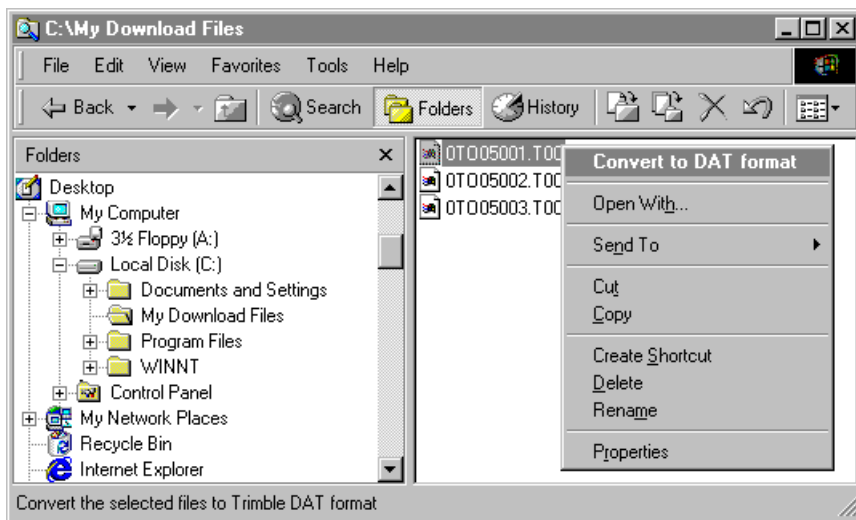 C:\My Download Files
File Edit View Favorites Tools Help
Back Search Folders History
Folders
Desktop
My Computer
3½ Floppy (A:)
Local Disk (C:)
Documents and Settings
My Download Files
Program Files
WINNT
Control Panel
My Network Places
Recycle Bin
Internet Explorer
0TO05001.T00
0TO05002.T00
0TO05003.T00
Convert to DAT format
Open With...
Send To
Cut
Copy
Create Shortcut
Delete
Rename
Properties
Convert the selected files to Trimble DAT format